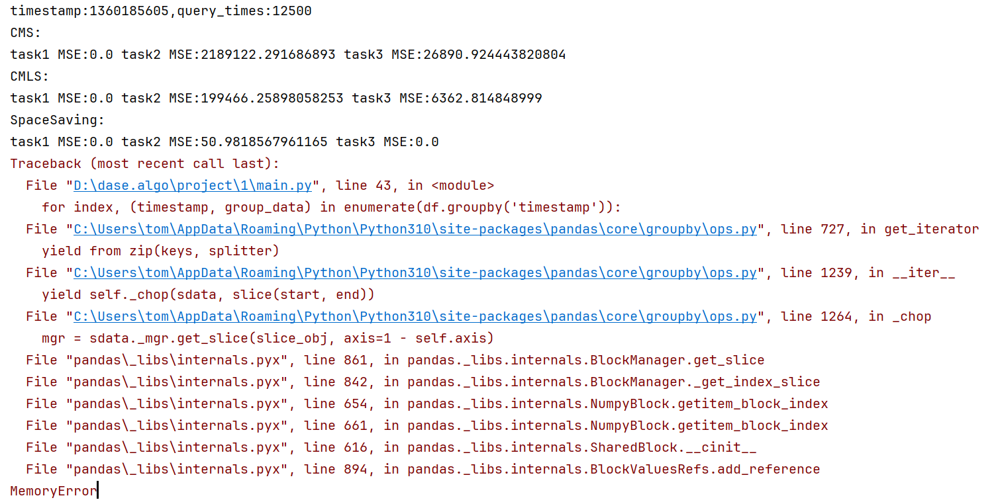 timestamp:1360185605,query_times:12500
CMS:
task1 MSE:0.0 task2 MSE:2189122.291686893 task3 MSE:26890.924443820804
CMLS:
task1 MSE:0.0 task2 MSE:199466.25898058253 task3 MSE:6362.814848999
SpaceSaving:
task1 MSE:0.0 task2 MSE:50.9818567961165 task3 MSE:0.0
Traceback (most recent call last):
  File "D:\dase.algo\project\1\main.py", line 43, in <module>
    for index, (timestamp, group_data) in enumerate(df.groupby('timestamp')):
  File "C:\Users\tom\AppData\Roaming\Python\Python310\site-packages\pandas\core\groupby\ops.py", line 727, in get_iterator
    yield from zip(keys, splitter)
  File "C:\Users\tom\AppData\Roaming\Python\Python310\site-packages\pandas\core\groupby\ops.py", line 1239, in __iter__
    yield self._chop(sdata, slice(start, end))
  File "C:\Users\tom\AppData\Roaming\Python\Python310\site-packages\pandas\core\groupby\ops.py", line 1264, in _chop
    mgr = sdata._mgr.get_slice(slice_obj, axis=1 - self.axis)
  File "pandas\_libs\internals.pyx", line 861, in pandas._libs.internals.BlockManager.get_slice
  File "pandas\_libs\internals.pyx", line 842, in pandas._libs.internals.BlockManager._get_index_slice
  File "pandas\_libs\internals.pyx", line 654, in pandas._libs.internals.NumpyBlock.getitem_block_index
  File "pandas\_libs\internals.pyx", line 661, in pandas._libs.internals.NumpyBlock.getitem_block_index
  File "pandas\_libs\internals.pyx", line 616, in pandas._libs.internals.SharedBlock.__cinit__
  File "pandas\_libs\internals.pyx", line 894, in pandas._libs.internals.BlockValuesRefs.add_reference
MemoryError